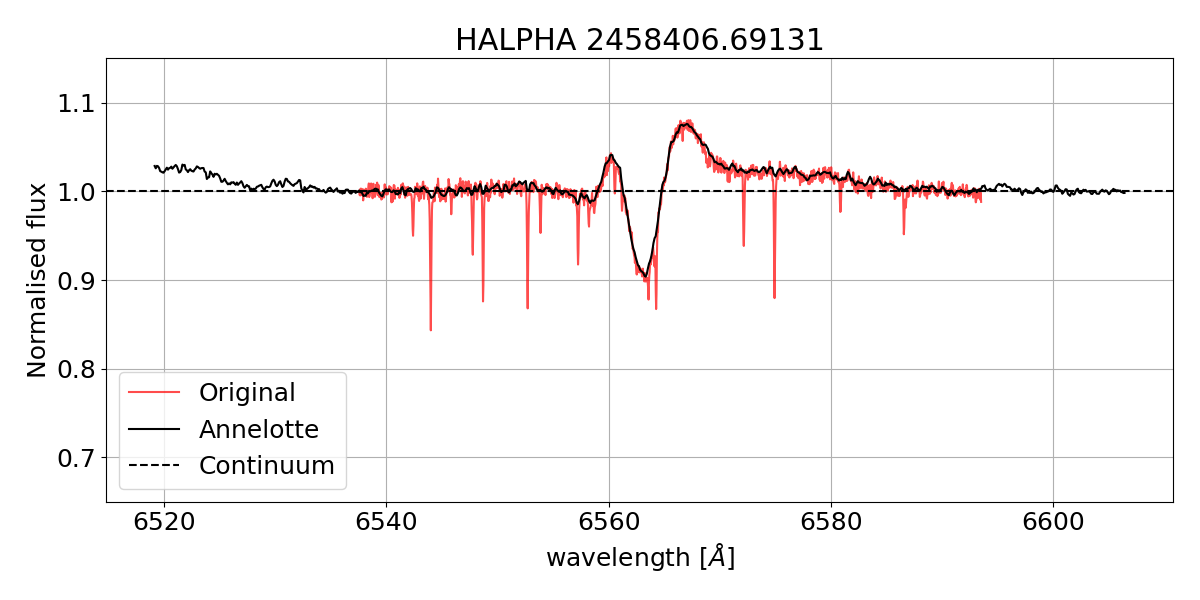 HALPHA 2458406.69131
Normalised flux
1.1
1.0
0.9
0.8
0.7
Original
Annelotte
Continuum
6520 6540 6560 6580 6600
wavelength [Å]